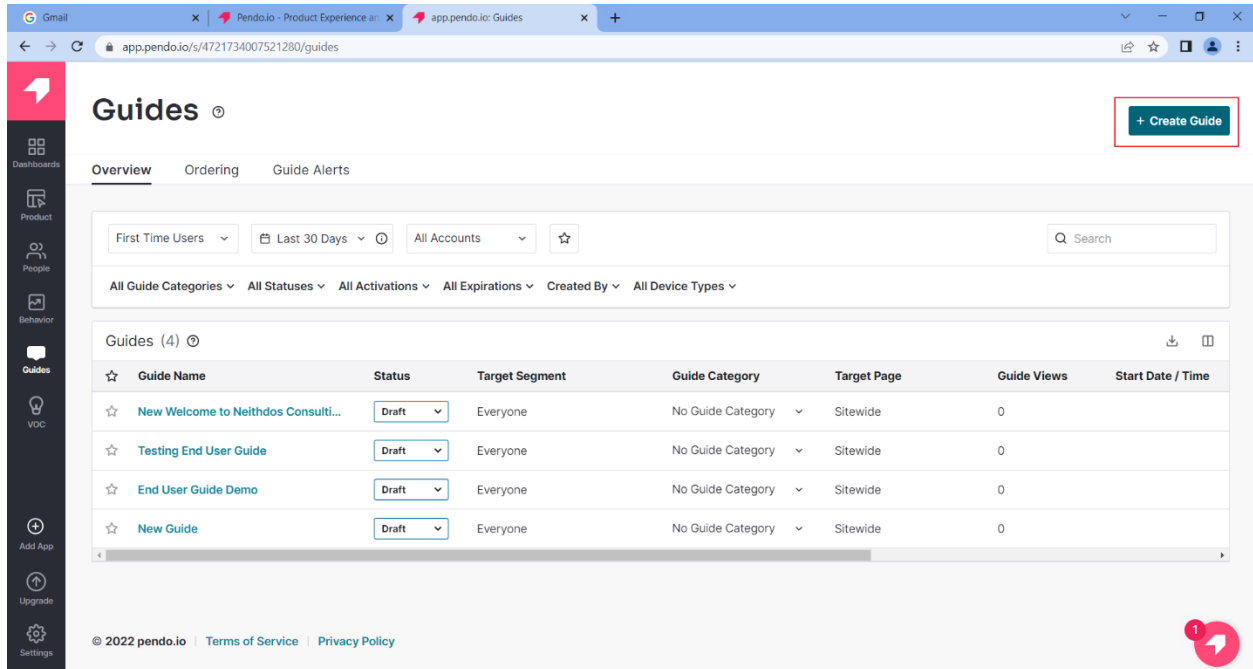 Gmail
Pendo.io - Product Experience an
app.pendo.io: Guides
app.pendo.io/s/4721734007521280/guides
Guides
+ Create Guide
Dashboards
Overview Ordering Guide Alerts
Product
First Time Users Last 30 Days All Accounts Search
People
All Guide Categories All Statuses All Activations All Expirations Created By All Device Types
Behavior
Guides (4)
Guides
Guide Name Status Target Segment Guide Category Target Page Guide Views Start Date / Time
New Welcome to Neithdos Consulti... Draft Everyone No Guide Category Sitewide 0
VOC
Testing End User Guide Draft Everyone No Guide Category Sitewide 0
End User Guide Demo Draft Everyone No Guide Category Sitewide 0
New Guide Draft Everyone No Guide Category Sitewide 0
Add App
Upgrade
1
© 2022 pendo.io Terms of Service Privacy Policy
Settings